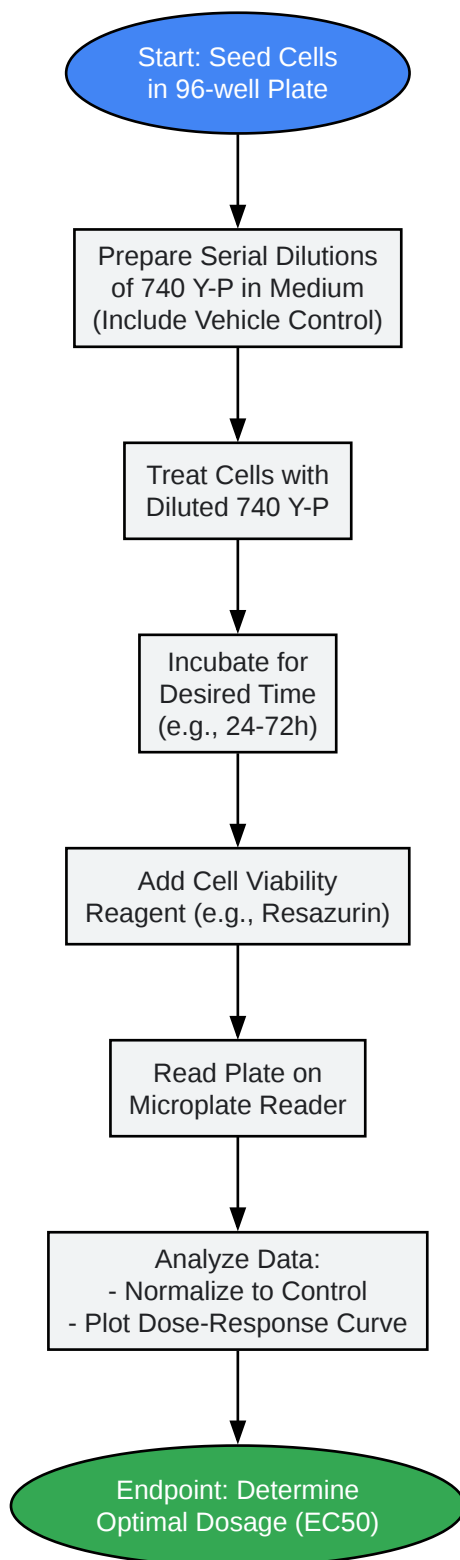 Start: Seed Cells
in 96-well Plate
Prepare Serial Dilutions
of 740 Y-P in Medium
(Include Vehicle Control)
Treat Cells with
Diluted 740 Y-P
Incubate for
Desired Time
(e.g., 24-72h)
Add Cell Viability
Reagent (e.g., Resazurin)
Read Plate on
Microplate Reader
Analyze Data:
- Normalize to Control
- Plot Dose-Response Curve
Endpoint: Determine
Optimal Dosage (EC50)